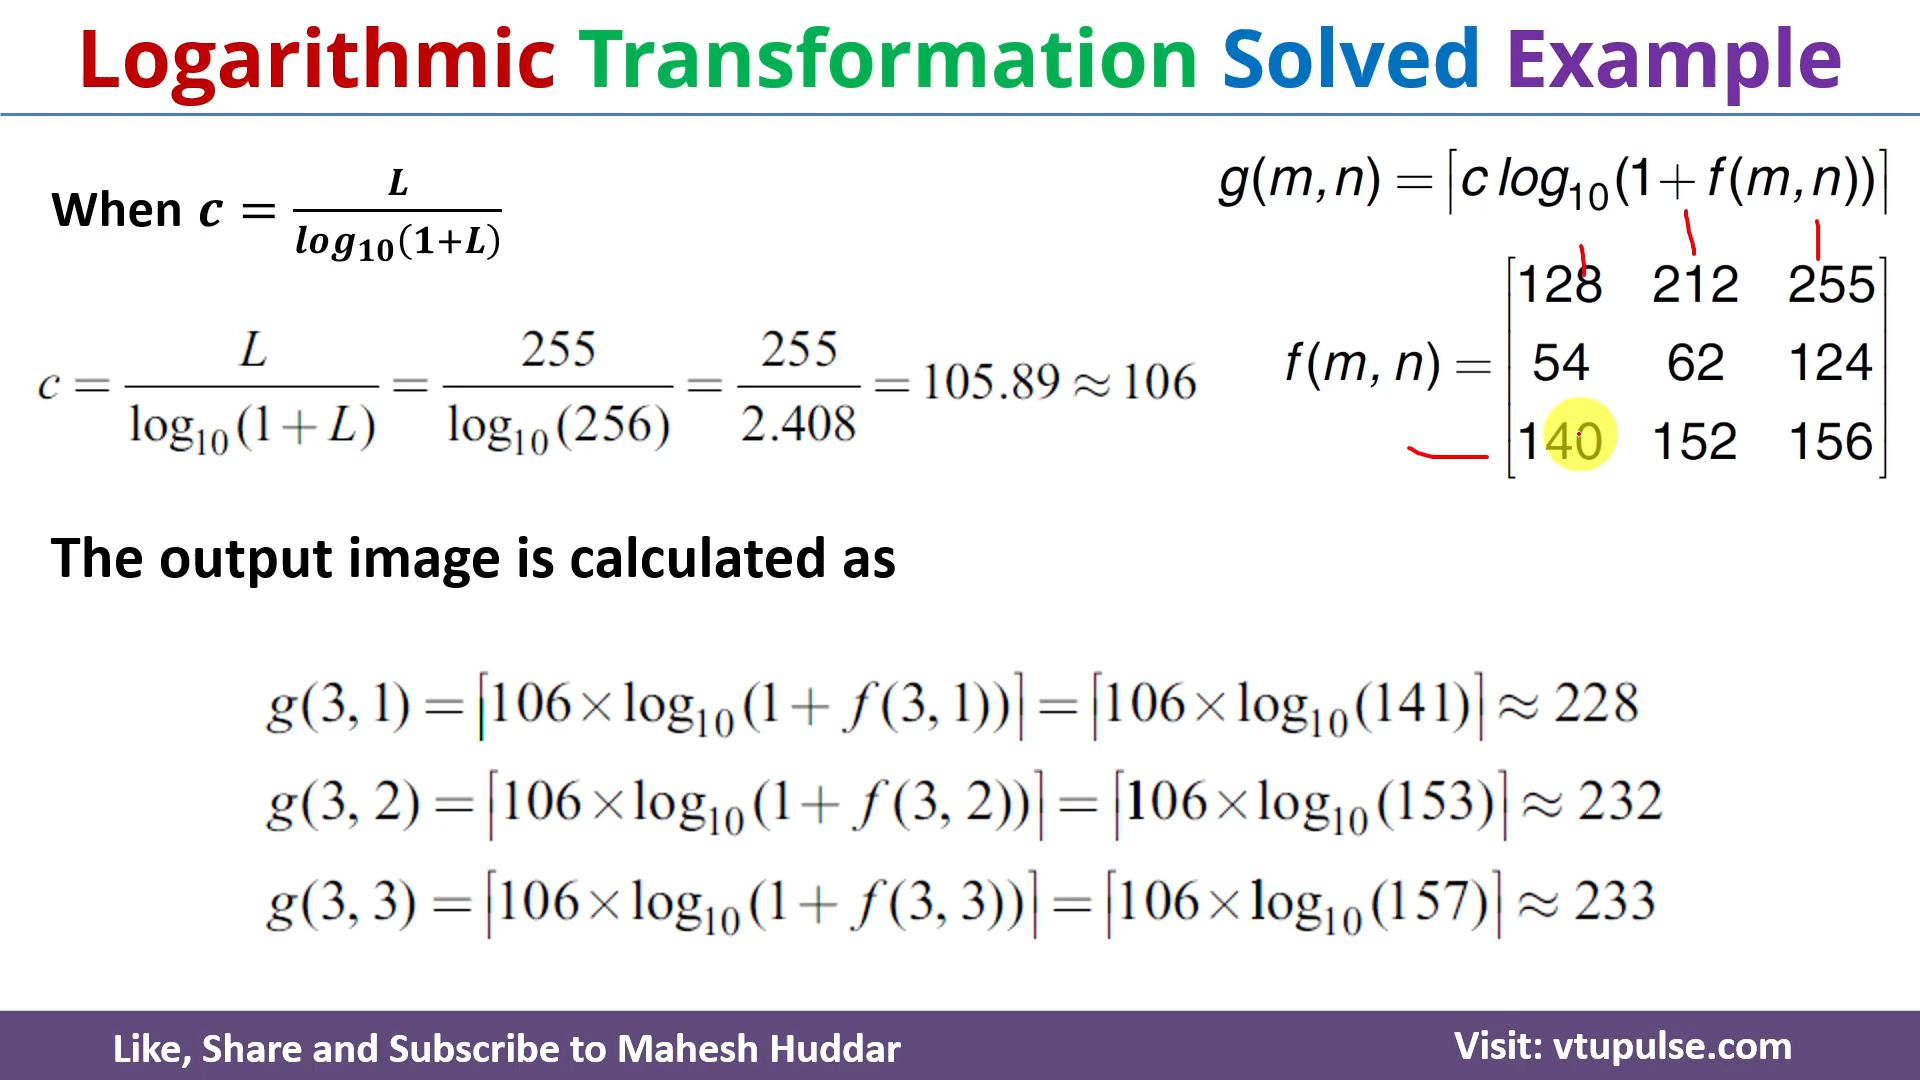 Logarithmic Transformation Solved Example
When c = L / log10(1+L)
g(m,n) = ⌈c log10(1+ f(m,n))⌉
c = L / log10(1+L) = 255 / log10(256) = 255 / 2.408 = 105.89 ≈ 106
f(m, n) =
128 212 255
54 62 124
140 152 156
The output image is calculated as
g(3, 1) = ⌈106 × log10(1 + f(3, 1))⌉ = ⌈106 × log10(141)⌉ ≈ 228
g(3, 2) = ⌈106 × log10(1 + f(3, 2))⌉ = ⌈106 × log10(153)⌉ ≈ 232
g(3, 3) = ⌈106 × log10(1 + f(3, 3))⌉ = ⌈106 × log10(157)⌉ ≈ 233
Like, Share and Subscribe to Mahesh Huddar
Visit: vtupulse.com